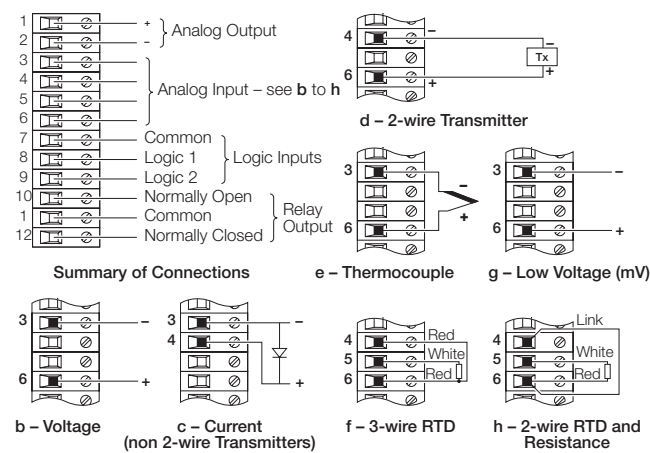 1 + Analog Output
2 –
3 Analog Input – see b to h
4
5
6
7 Common
8 Logic 1 Logic Inputs
9 Logic 2
10 Normally Open
1 Common Relay Output
12 Normally Closed
Summary of Connections
4 –
– Tx
6 + +
d – 2-wire Transmitter
3
–
+
6
e – Thermocouple
3 –
6 +
g – Low Voltage (mV)
3 –
6 +
b – Voltage
3 –
4
+
c – Current
(non 2-wire Transmitters)
4 Red
5 White
6 Red
f – 3-wire RTD
Link
4
5 White
6 Red
h – 2-wire RTD and
Resistance